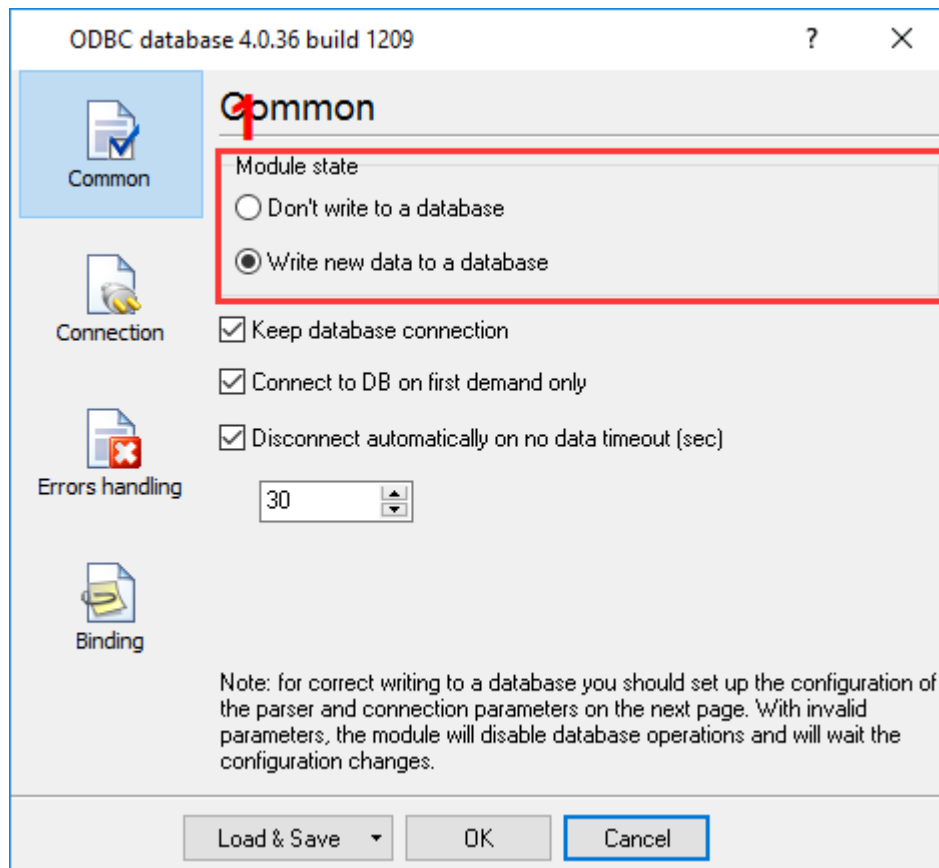 ODBC database 4.0.36 build 1209
?
Common
1
Module state
Don't write to a database
Write new data to a database
Common
Connection
Keep database connection
Connect to DB on first demand only
Disconnect automatically on no data timeout (sec)
Errors handling
30
Binding
Note: for correct writing to a database you should set up the configuration of
the parser and connection parameters on the next page. With invalid
parameters, the module will disable database operations and will wait the
configuration changes.
Load & Save
OK
Cancel